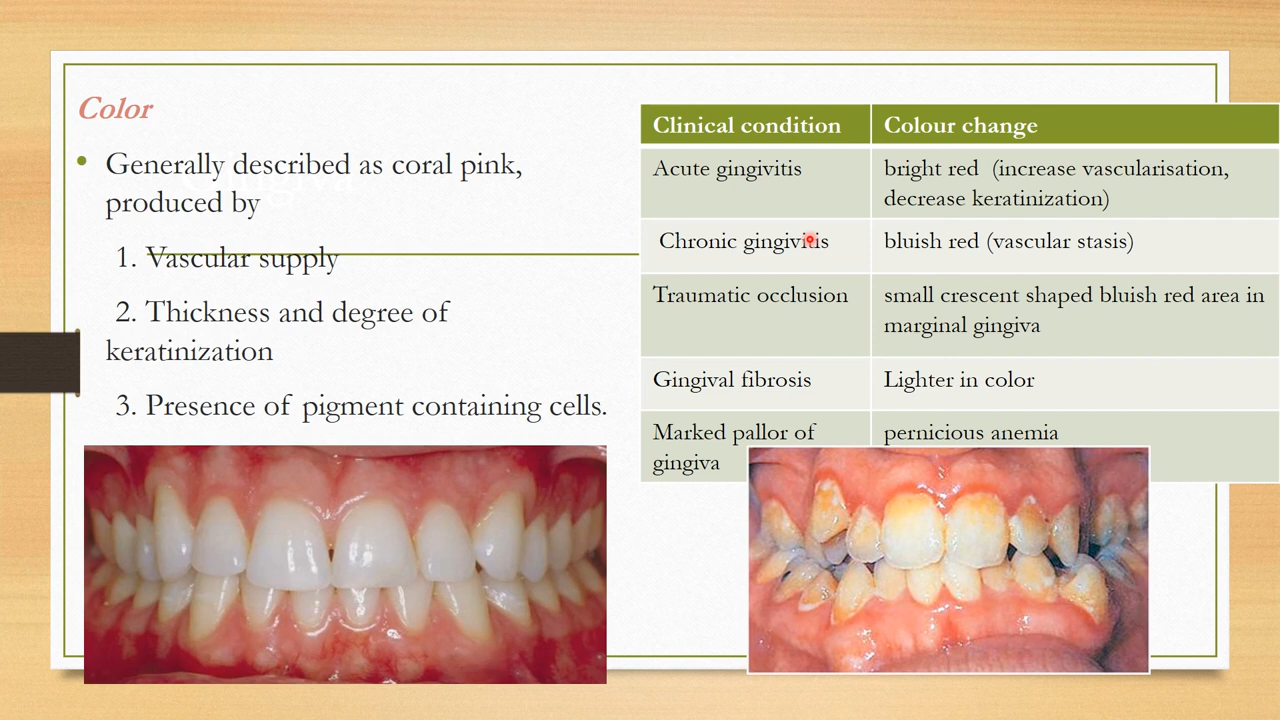 Color
Gingiva
• Generally described as coral pink,
produced by
1. Vascular supply
2. Thickness and degree of
keratinization
3. Presence of pigment containing cells.
Clinical condition Colour change
Acute gingivitis bright red (increase vascularisation,
decrease keratinization)
Chronic gingivitis bluish red (vascular stasis)
Traumatic occlusion small crescent shaped bluish red area in
marginal gingiva
Gingival fibrosis Lighter in color
Marked pallor of pernicious anemia
gingiva